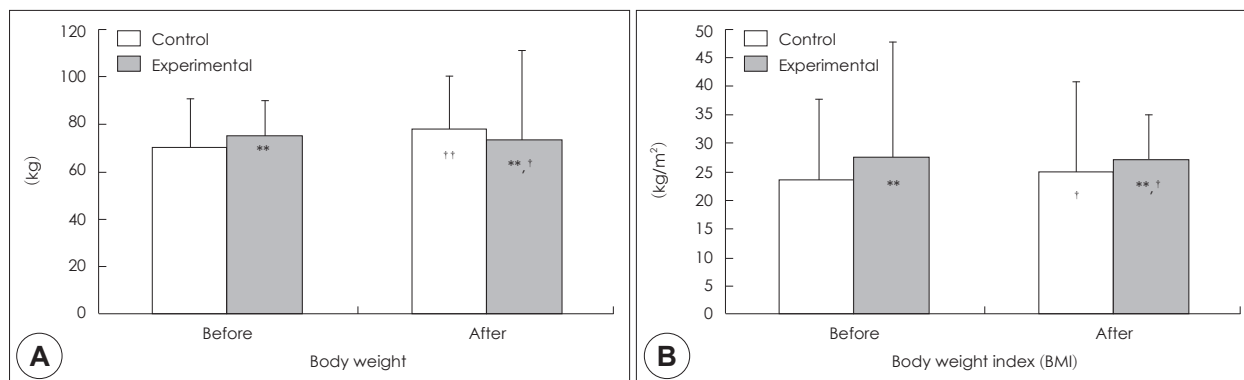 120
100
80
60
40
20
0
(kg)
Control
Experimental
**
††
**,†
Before
After
Body weight
A
50
45
40
35
30
25
20
15
10
5
0
(kg/m²)
Control
Experimental
**
†
**,†
Before
After
Body weight index (BMI)
B